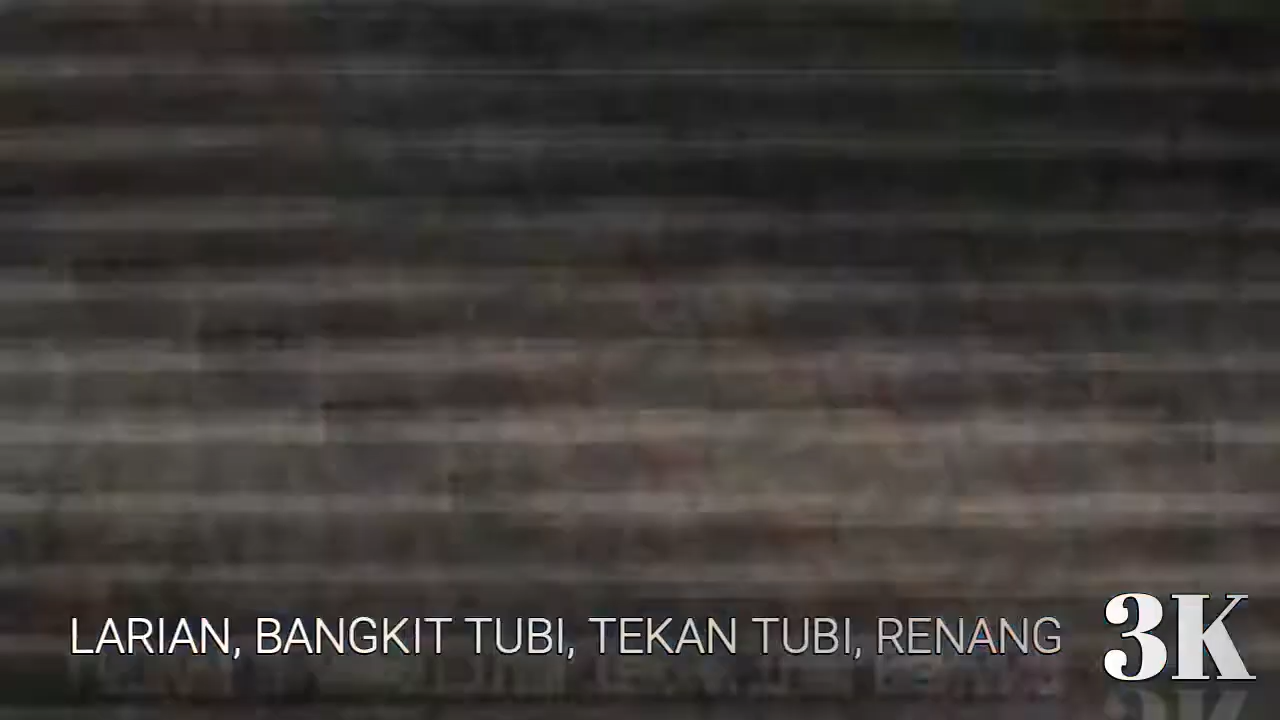 LARIAN, BANGKIT TUBI, TEKAN TUBI, RENANG
3K